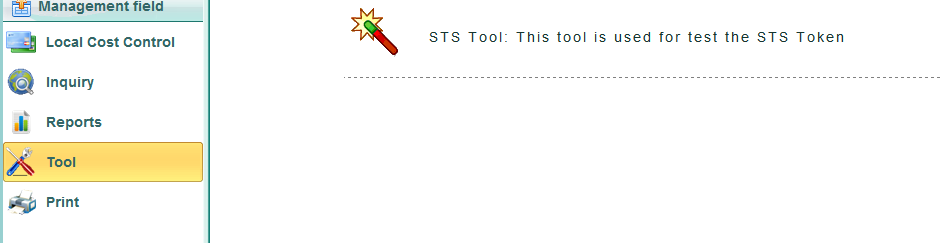 Management field
Local Cost Control
Inquiry
Reports
Tool
Print
STS Tool: This tool is used for test the STS Token